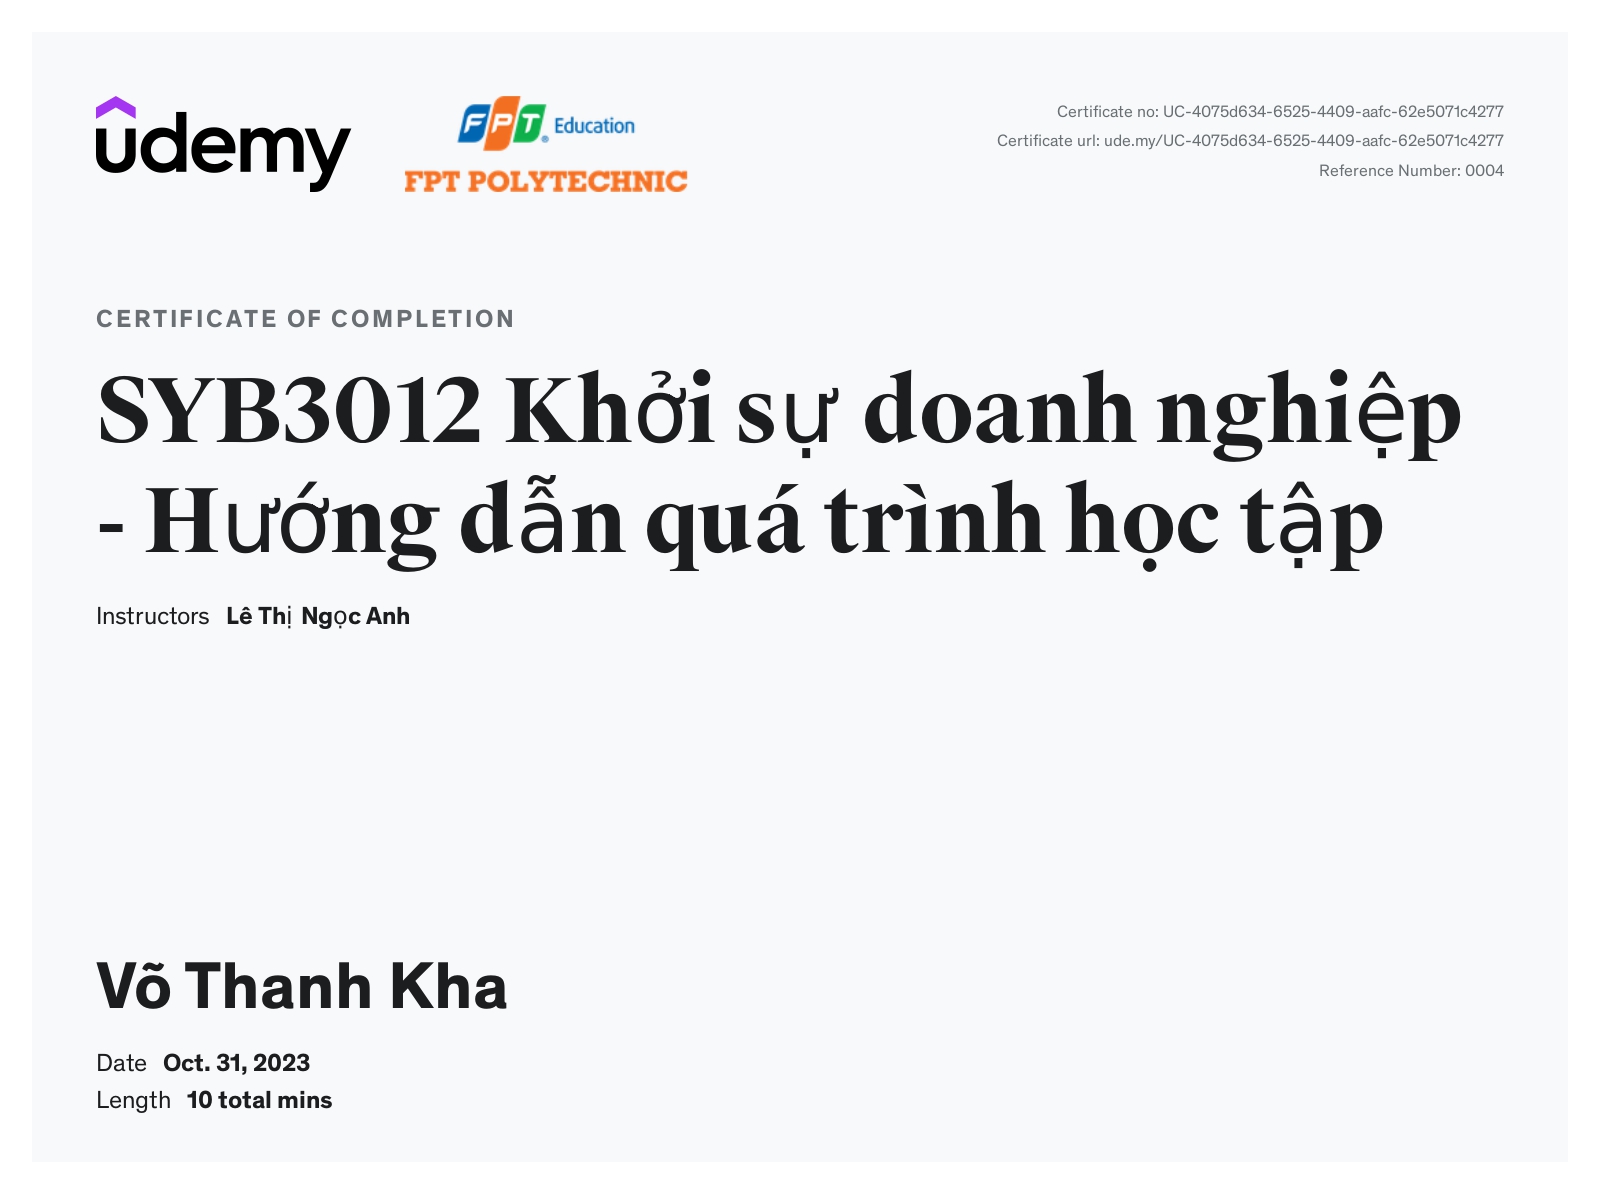 udemy
FPT Education
FPT POLYTECHNIC
Certificate no: UC-4075d634-6525-4409-aafc-62e5071c4277
Certificate url: ude.my/UC-4075d634-6525-4409-aafc-62e5071c4277
Reference Number: 0004
CERTIFICATE OF COMPLETION
SYB3012 Khởi sự doanh nghiệp
- Hướng dẫn quá trình học tập
Instructors Lê Thị Ngọc Anh
Võ Thanh Kha
Date Oct. 31, 2023
Length 10 total mins